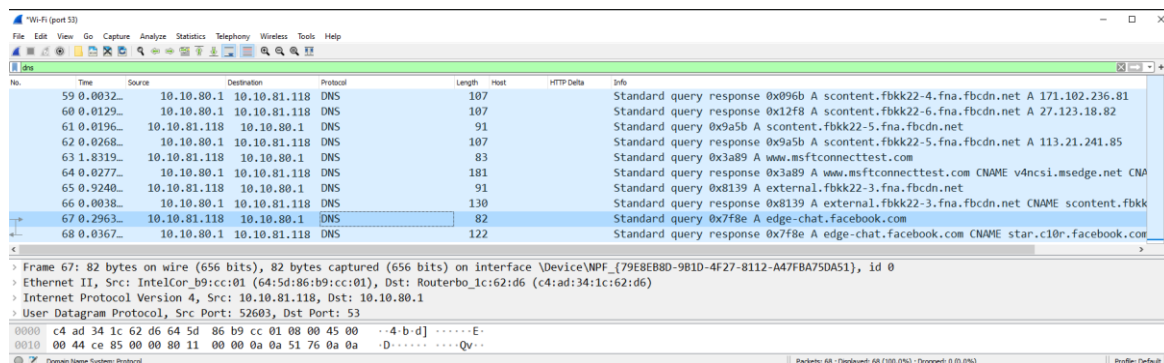 *Wi-Fi (port 53)
File Edit View Go Capture Analyze Statistics Telephony Wireless Tools Help
dns
No. Time Source Destination Protocol Length Host HTTP Delta Info
59 0.0032… 10.10.80.1 10.10.81.118 DNS 107 Standard query response 0x096b A scontent.fbkk22-4.fna.fbcdn.net A 171.102.236.81
60 0.0129… 10.10.80.1 10.10.81.118 DNS 107 Standard query response 0x12f8 A scontent.fbkk22-6.fna.fbcdn.net A 27.123.18.82
61 0.0196… 10.10.81.118 10.10.80.1 DNS 91 Standard query 0x9a5b A scontent.fbkk22-5.fna.fbcdn.net
62 0.0268… 10.10.80.1 10.10.81.118 DNS 107 Standard query response 0x9a5b A scontent.fbkk22-5.fna.fbcdn.net A 113.21.241.85
63 1.8319… 10.10.81.118 10.10.80.1 DNS 83 Standard query 0x3a89 A www.msftconnecttest.com
64 0.0277… 10.10.80.1 10.10.81.118 DNS 181 Standard query response 0x3a89 A www.msftconnecttest.com CNAME v4ncsi.msedge.net CNA
65 0.9240… 10.10.81.118 10.10.80.1 DNS 91 Standard query 0x8139 A external.fbkk22-3.fna.fbcdn.net
66 0.0038… 10.10.80.1 10.10.81.118 DNS 130 Standard query response 0x8139 A external.fbkk22-3.fna.fbcdn.net CNAME scontent.fbkk
67 0.2963… 10.10.81.118 10.10.80.1 DNS 82 Standard query 0x7f8e A edge-chat.facebook.com
68 0.0367… 10.10.80.1 10.10.81.118 DNS 122 Standard query response 0x7f8e A edge-chat.facebook.com CNAME star.c10r.facebook.com
> Frame 67: 82 bytes on wire (656 bits), 82 bytes captured (656 bits) on interface \Device\NPF_{79E8EB8D-9B1D-4F27-8112-A47FBA75DA51}, id 0
> Ethernet II, Src: IntelCor_b9:cc:01 (64:5d:86:b9:cc:01), Dst: Routerbo_1c:62:d6 (c4:ad:34:1c:62:d6)
> Internet Protocol Version 4, Src: 10.10.81.118, Dst: 10.10.80.1
> User Datagram Protocol, Src Port: 52603, Dst Port: 53
0000 c4 ad 34 1c 62 d6 64 5d 86 b9 cc 01 08 00 45 00 ··4·b·d] ······E·
0010 00 44 ce 85 00 00 80 11 00 00 0a 0a 51 76 0a 0a ·D······ ····Qv··
Domain Name System: Protocol Packets: 68 · Displayed: 68 (100.0%) · Dropped: 0 (0.0%) Profile: Default